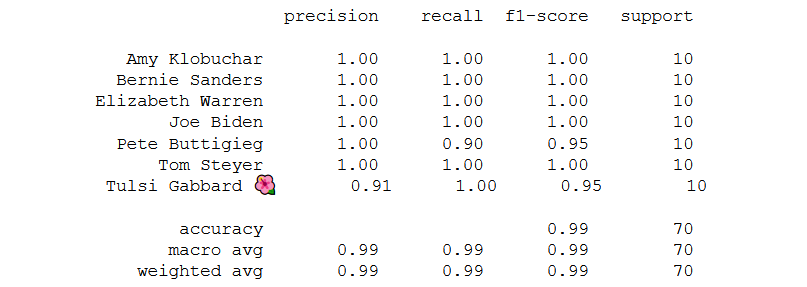 precision recall f1-score support
Amy Klobuchar 1.00 1.00 1.00 10
Bernie Sanders 1.00 1.00 1.00 10
Elizabeth Warren 1.00 1.00 1.00 10
Joe Biden 1.00 1.00 1.00 10
Pete Buttigieg 1.00 0.90 0.95 10
Tom Steyer 1.00 1.00 1.00 10
Tulsi Gabbard 🌺 0.91 1.00 0.95 10
accuracy 0.99 70
macro avg 0.99 0.99 0.99 70
weighted avg 0.99 0.99 0.99 70